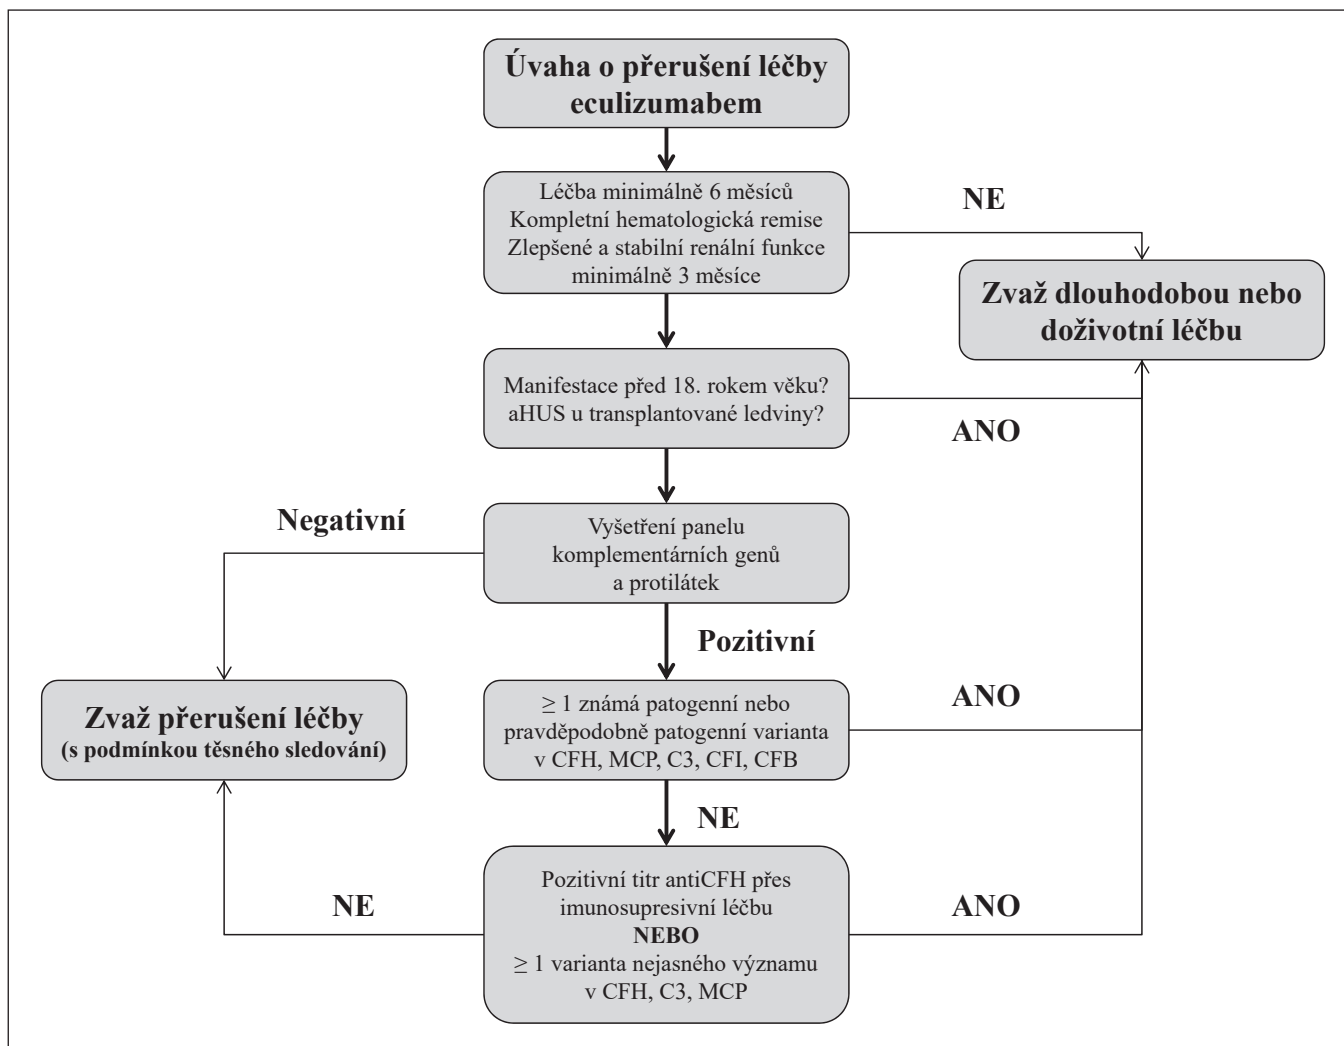 Úvaha o přerušení léčby
eculizumabem
Léčba minimálně 6 měsíců
Kompletní hematologická remise
Zlepšené a stabilní renální funkce
minimálně 3 měsíce
NE
Zvaž dlouhodobou nebo
doživotní léčbu
Manifestace před 18. rokem věku?
aHUS u transplantované ledviny?
ANO
Negativní
Vyšetření panelu
komplementárních genů
a protilátek
Pozitivní
Zvaž přerušení léčby
(s podmínkou těsného sledování)
≥ 1 známá patogenní nebo
pravděpodobně patogenní varianta
v CFH, MCP, C3, CFI, CFB
ANO
NE
NE
Pozitivní titr antiCFH přes
imunosupresivní léčbu
NEBO
≥ 1 varianta nejasného významu
v CFH, C3, MCP
ANO